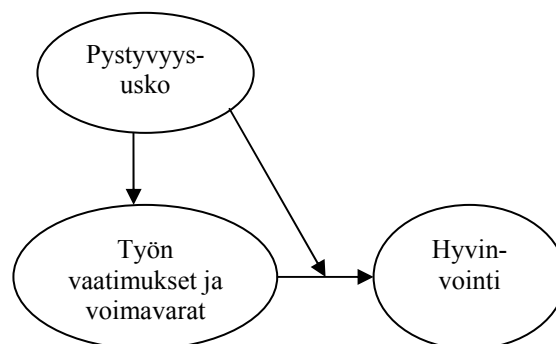 Pystyvyys-
usko
Työn
vaatimukset ja
voimavarat
Hyvin-
vointi